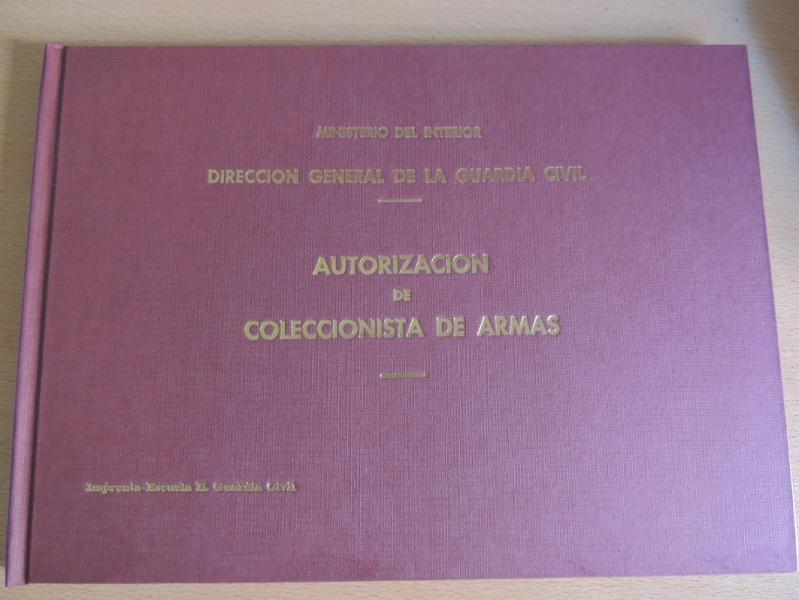 MINISTERIO DEL INTERIOR
DIRECCION GENERAL DE LA GUARDIA CIVIL
AUTORIZACION
DE
COLECCIONISTA DE ARMAS
Imprenta-Escuela H. Guardia Civil